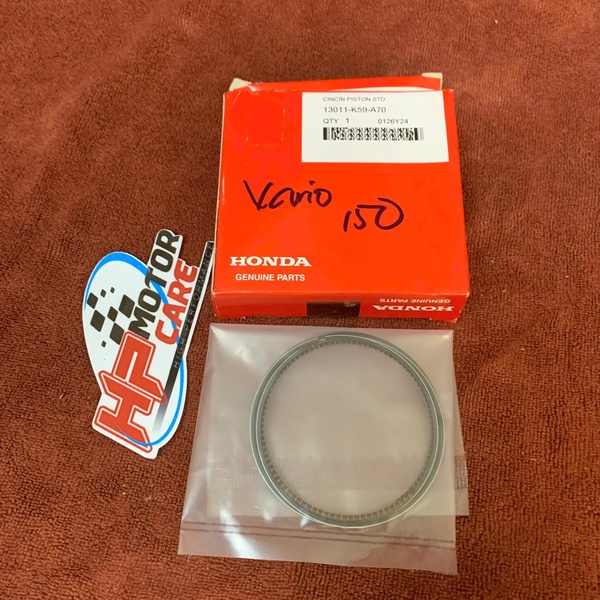 CINCIN PISTON STD
13011-K59-A70
QTY 1 0126Y24
Vario 150
HONDA
GENUINE PARTS
HONDA
GENUINE PARTS
HP MOTOR CARE